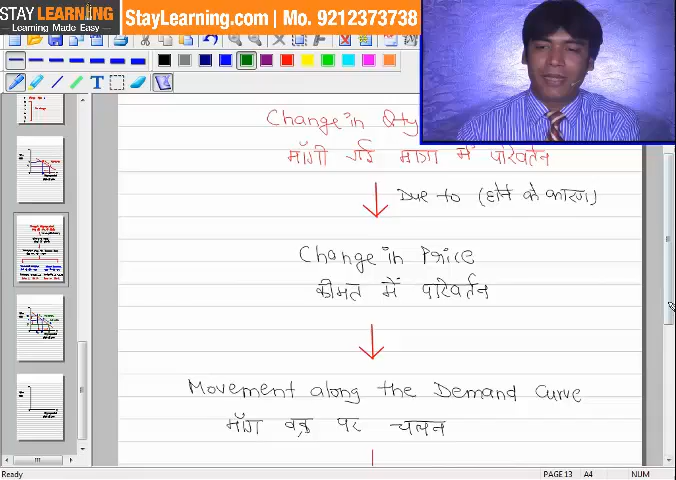 STAY LEARNING
Learning Made Easy
StayLearning.com | Mo. 9212373738
Change in Qty
माँगी गई मात्रा में परिवर्तन
Due to (होने के कारण)
Change in Price
कीमत में परिवर्तन
Movement along the Demand Curve
माँग वक्र पर चलन
Ready
PAGE 13
A4
NUM